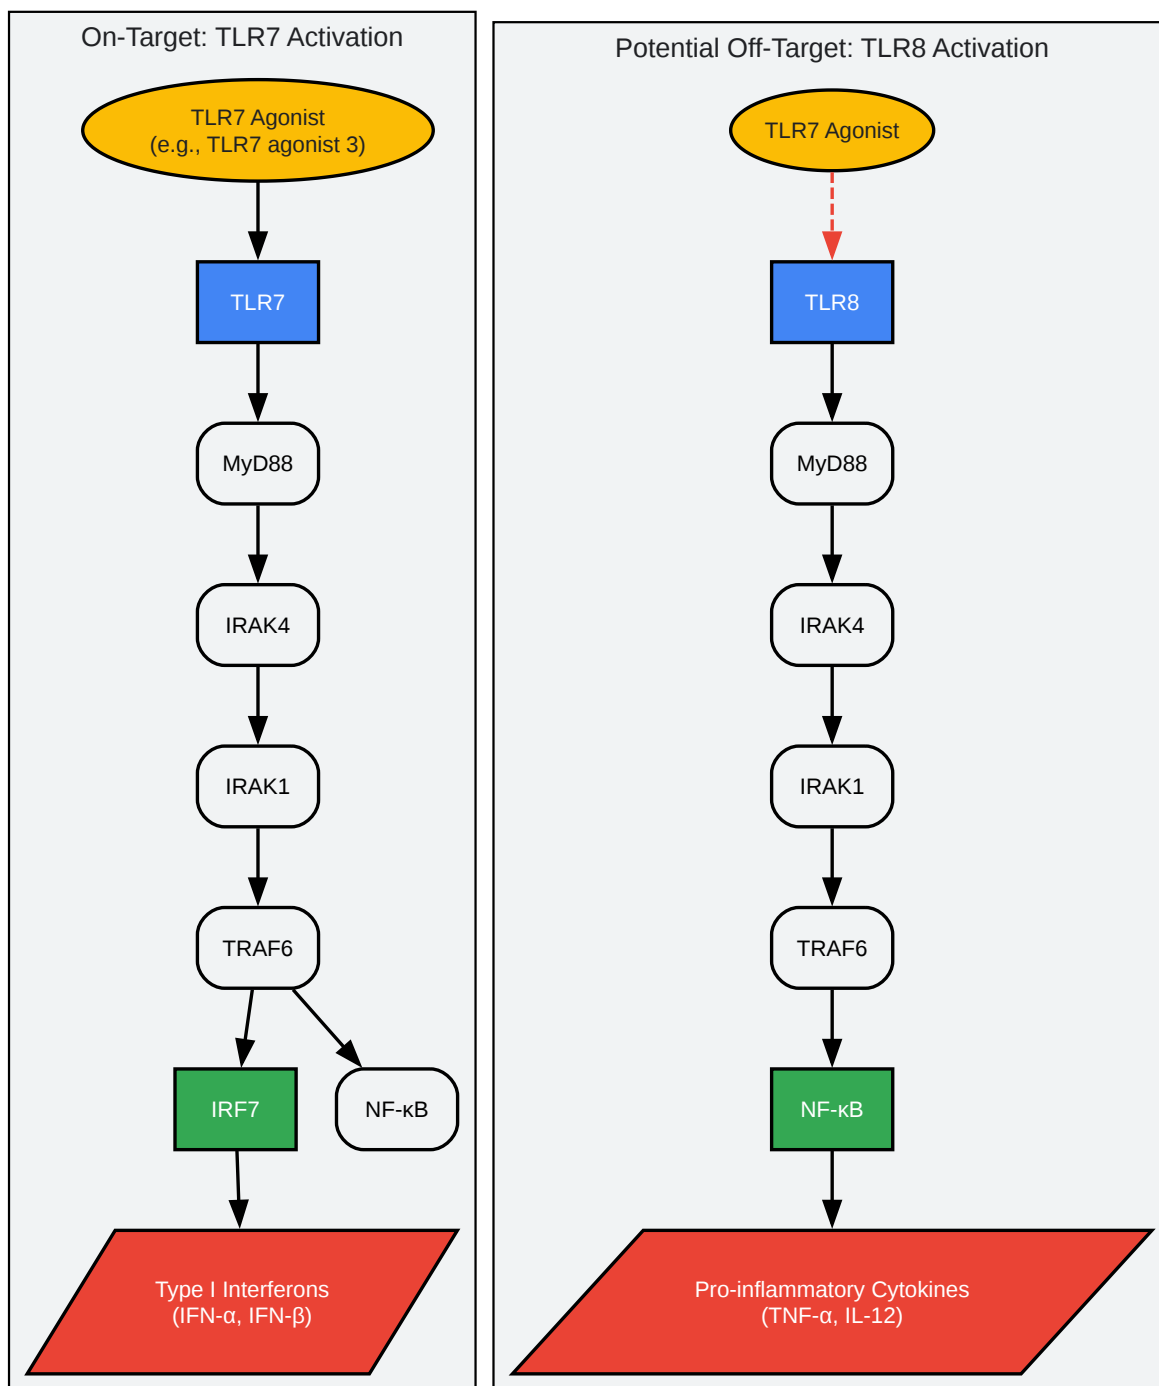 On-Target: TLR7 Activation
TLR7 Agonist
(e.g., TLR7 agonist 3)
TLR7
MyD88
IRAK4
IRAK1
TRAF6
IRF7
NF-κB
Type I Interferons
(IFN-α, IFN-β)
Potential Off-Target: TLR8 Activation
TLR7 Agonist
TLR8
MyD88
IRAK4
IRAK1
TRAF6
NF-κB
Pro-inflammatory Cytokines
(TNF-α, IL-12)